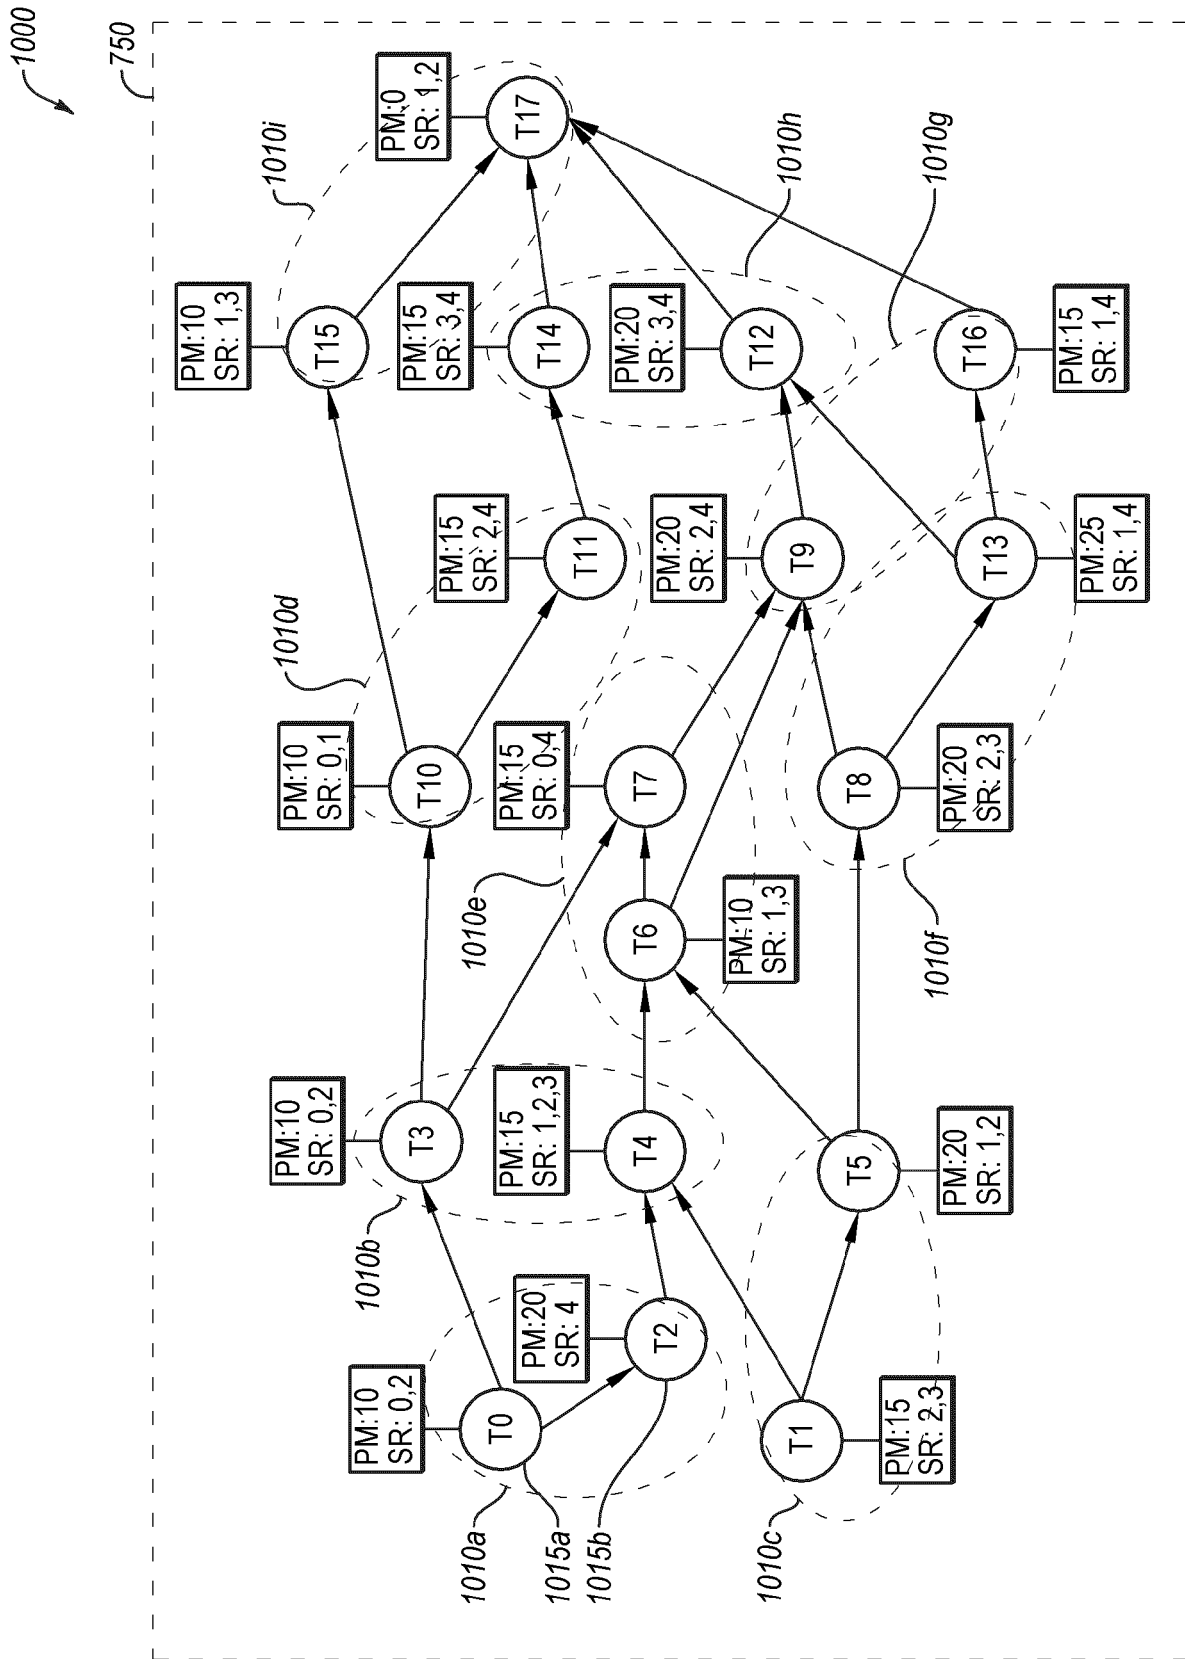 1000
750
PM:0
SR: 1,2
T17
1010i
PM:10
SR: 1,3
T15
PM:15
SR: 3,4
T14
PM:20
SR: 3,4
T12
1010h
1010g
T16
PM:15
SR: 1,4
PM:15
SR: 2,4
T11
PM:20
SR: 2,4
T9
T13
PM:25
SR: 1,4
1010d
PM:10
SR: 0,1
T10
PM:15
SR: 0,4
T7
T8
PM:20
SR: 2,3
1010e
T6
PM:10
SR: 1,3
1010f
PM:10
SR: 0,2
T3
PM:15
SR: 1,2,3
T4
T5
PM:20
SR: 1,2
1010b
PM:10
SR: 0,2
T0
PM:20
SR: 4
T2
T1
PM:15
SR: 2,3
1010a
1015a
1015b
1010c